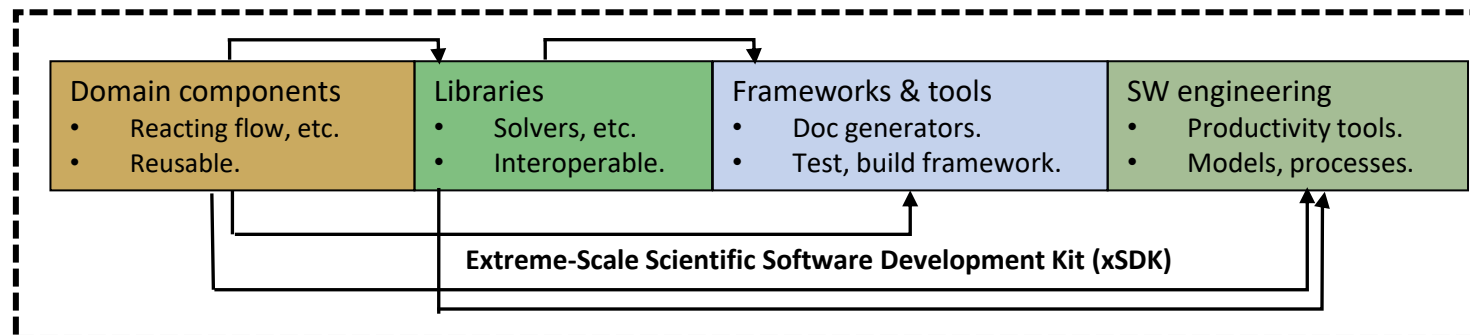 Domain components
• Reacting flow, etc.
• Reusable.
Libraries
• Solvers, etc.
• Interoperable.
Frameworks & tools
• Doc generators.
• Test, build framework.
SW engineering
• Productivity tools.
• Models, processes.
Extreme-Scale Scientific Software Development Kit (xSDK)